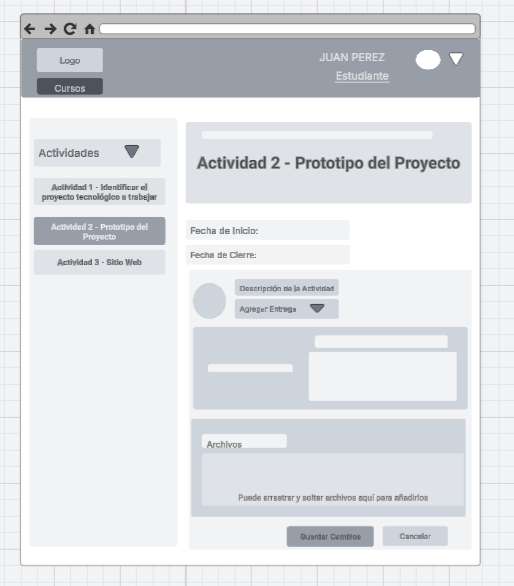 Logo
JUAN PEREZ
Estudiante
Cursos
Actividades
Actividad 1 - Identificar el
proyecto tecnológico a trabajar
Actividad 2 - Prototipo del
Proyecto
Actividad 3 - Sitio Web
Actividad 2 - Prototipo del Proyecto
Fecha de Inicio:
Fecha de Cierre:
Descripción de la Actividad
Agregar Entrega
Archivos
Puede arrastrar y soltar archivos aquí para añadirlos
Guardar Cambios
Cancelar